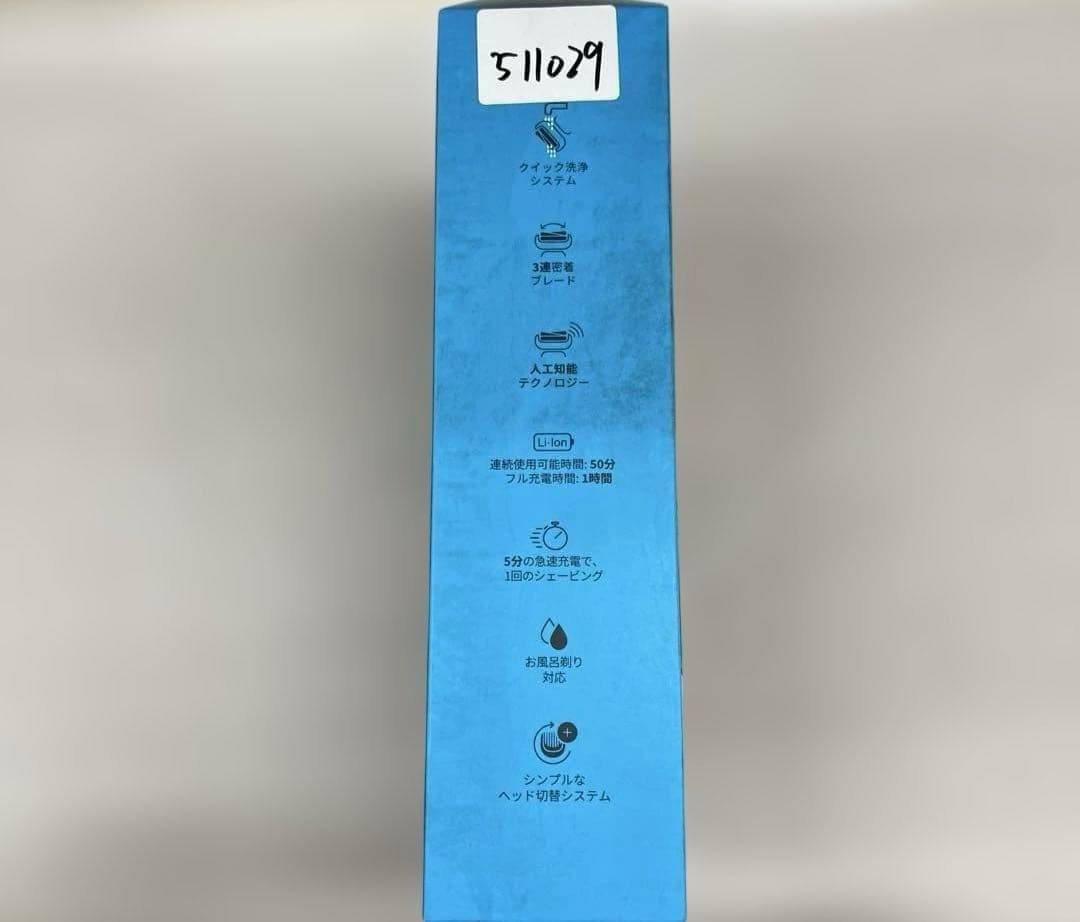 511029
クイック洗浄
システム
3連密着
ブレード
人工知能
テクノロジー
Li-Ion
連続使用可能時間: 50分
フル充電時間: 1時間
5分の急速充電で、
1回のシェービング
お風呂剃り
対応
シンプルな
ヘッド切替システム